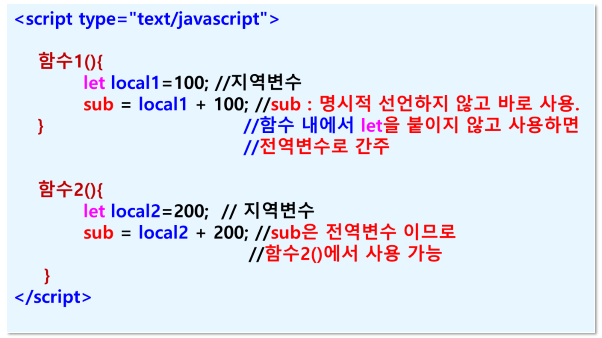 <script type="text/javascript">
함수1(){
let local1=100; //지역변수
sub = local1 + 100; //sub : 명시적 선언하지 않고 바로 사용.
} //함수 내에서 let을 붙이지 않고 사용하면
//전역변수로 간주
함수2(){
let local2=200; // 지역변수
sub = local2 + 200; //sub은 전역변수 이므로
//함수2()에서 사용 가능
}
</script>